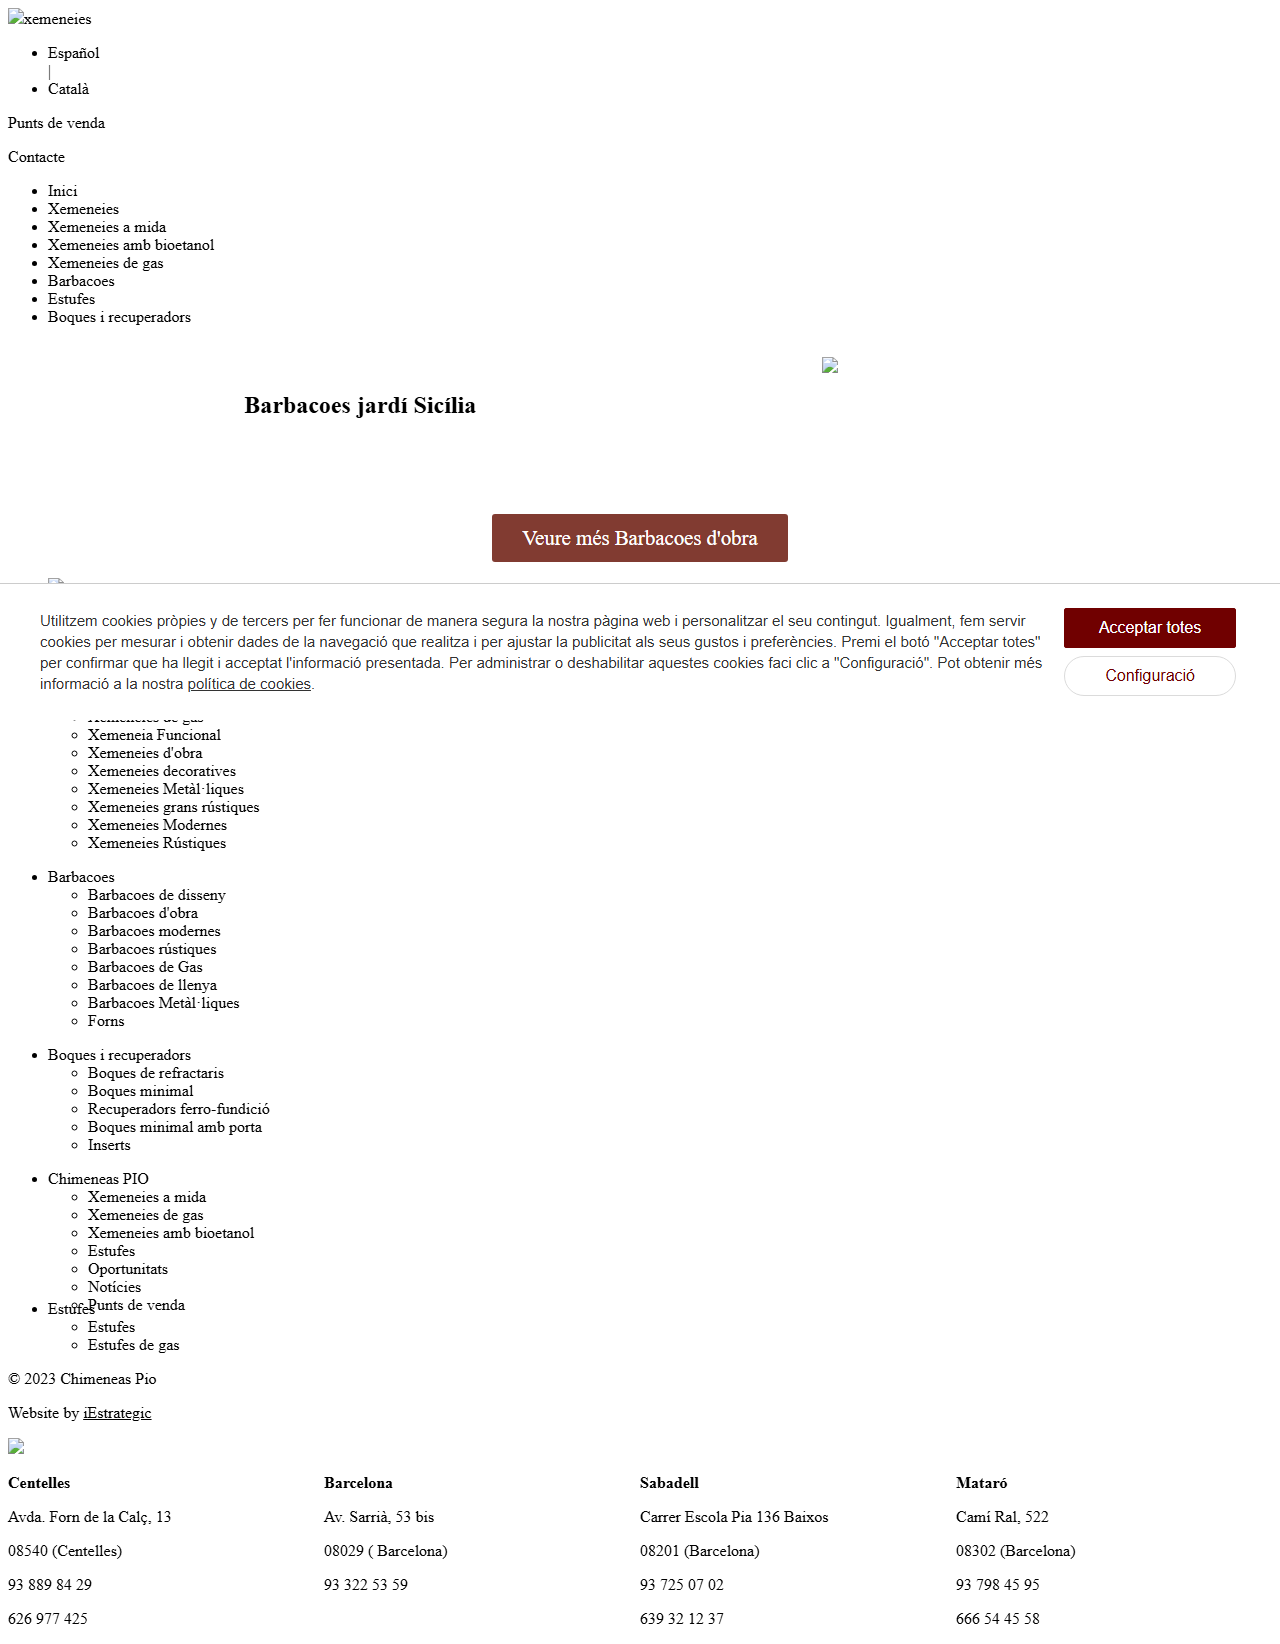 xemeneies
Español
|
Català
Punts de venda
Contacte
Inici
Xemeneies
Xemeneies a mida
Xemeneies amb bioetanol
Xemeneies de gas
Barbacoes
Estufes
Boques i recuperadors
Barbacoes jardí Sicília
Veure més Barbacoes d'obra
Utilitzem cookies pròpies y de tercers per fer funcionar de manera segura la nostra pàgina web i personalitzar el seu contingut. Igualment, fem servir
cookies per mesurar i obtenir dades de la navegació que realitza i per ajustar la publicitat als seus gustos i preferències. Premi el botó "Acceptar totes"
per confirmar que ha llegit i acceptat l'informació presentada. Per administrar o deshabilitar aquestes cookies faci clic a "Configuració". Pot obtenir més
informació a la nostra política de cookies.
Acceptar totes
Configuració
Xemeneies de gas
Xemeneia Funcional
Xemeneies d'obra
Xemeneies decoratives
Xemeneies Metàl·liques
Xemeneies grans rústiques
Xemeneies Modernes
Xemeneies Rústiques
Barbacoes
Barbacoes de disseny
Barbacoes d'obra
Barbacoes modernes
Barbacoes rústiques
Barbacoes de Gas
Barbacoes de llenya
Barbacoes Metàl·liques
Forns
Boques i recuperadors
Boques de refractaris
Boques minimal
Recuperadors ferro-fundició
Boques minimal amb porta
Inserts
Chimeneas PIO
Xemeneies a mida
Xemeneies de gas
Xemeneies amb bioetanol
Estufes
Oportunitats
Notícies
Punts de venda
Estufes
Estufes
Estufes de gas
© 2023 Chimeneas Pio
Website by iEstrategic
Centelles
Avda. Forn de la Calç, 13
08540 (Centelles)
93 889 84 29
626 977 425
Barcelona
Av. Sarrià, 53 bis
08029 ( Barcelona)
93 322 53 59
Sabadell
Carrer Escola Pia 136 Baixos
08201 (Barcelona)
93 725 07 02
639 32 12 37
Mataró
Camí Ral, 522
08302 (Barcelona)
93 798 45 95
666 54 45 58